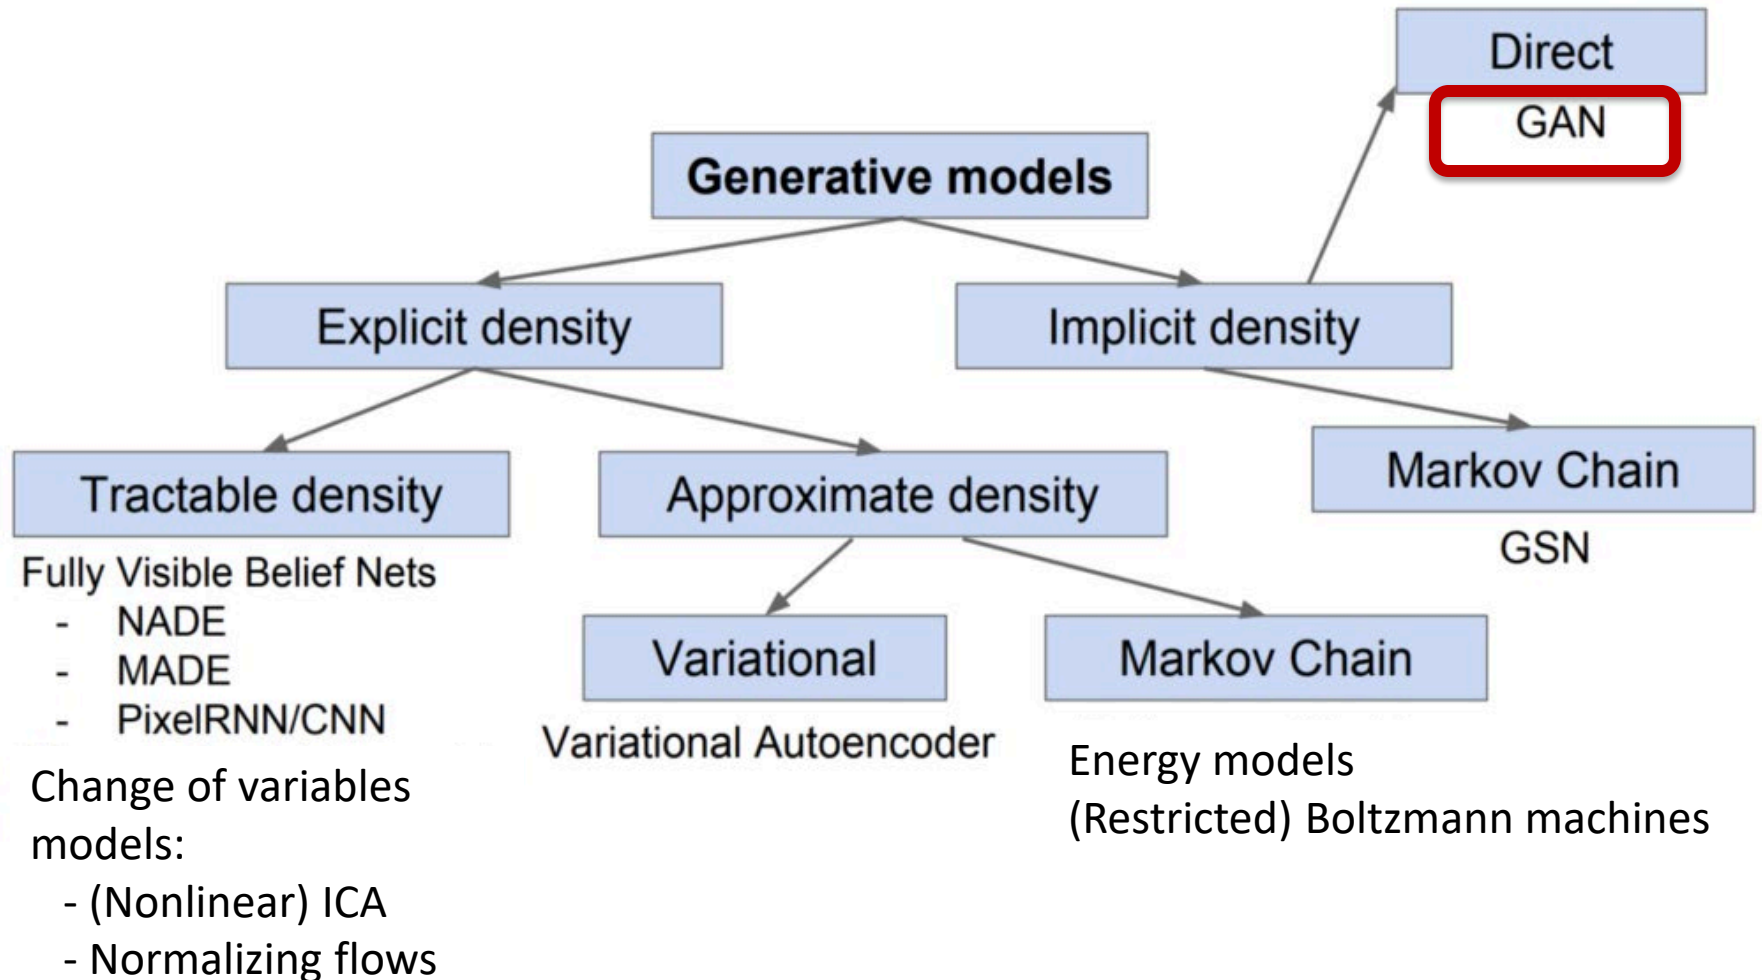 Direct
GAN
Generative models
Explicit density
Implicit density
Tractable density
Approximate density
Markov Chain
GSN
Fully Visible Belief Nets
- NADE
- MADE
- PixelRNN/CNN
Variational
Markov Chain
Variational Autoencoder
Energy models
(Restricted) Boltzmann machines
Change of variables
models:
- (Nonlinear) ICA
- Normalizing flows